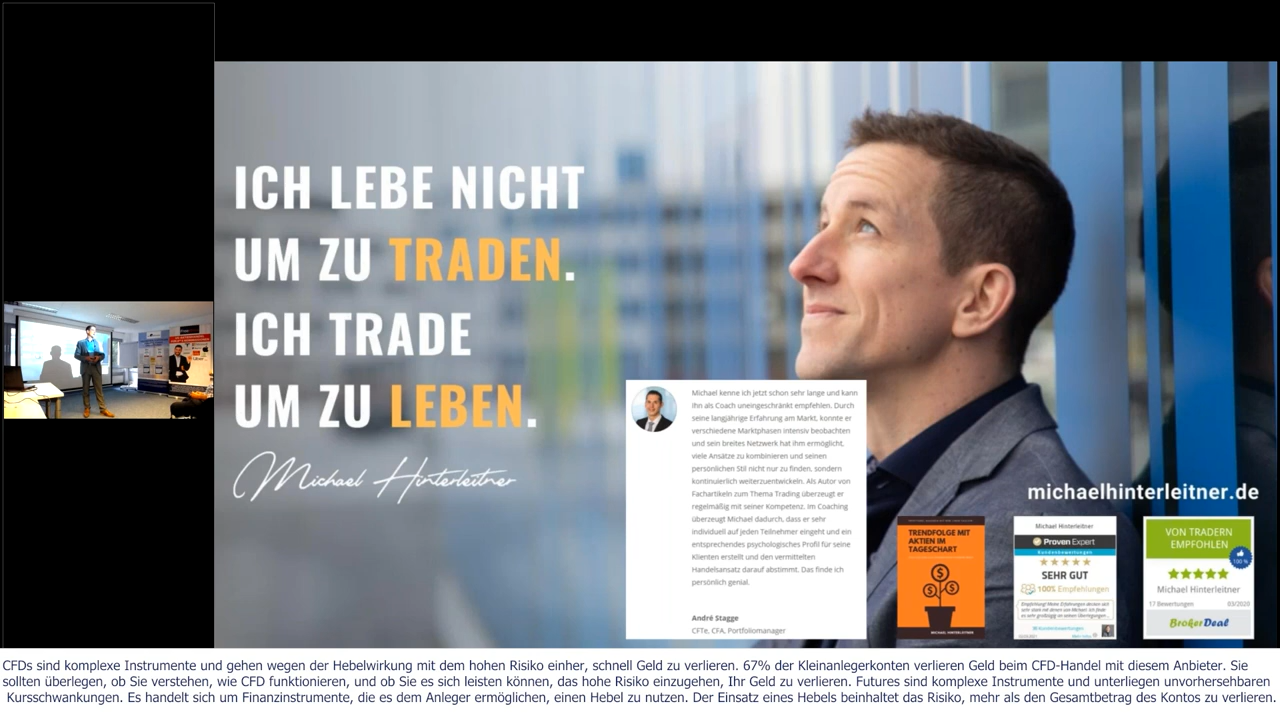 ICH LEBE NICHT
UM ZU TRADEN.
ICH TRADE
UM ZU LEBEN.
Michael Hinterleitner
Michael kenne ich jetzt schon sehr lange und kann
ihn als Coach uneingeschränkt empfehlen. Durch
seine langjährige Erfahrung am Markt, konnte er
verschiedene Marktphasen intensiv beobachten
und sein breites Netzwerk hat ihm ermöglicht,
viele Ansätze zu kombinieren und seinen
persönlichen Stil nicht nur zu finden, sondern
kontinuierlich weiterzuentwickeln. Als Autor von
Fachartikeln zum Thema Trading überzeugt er
regelmäßig mit seiner Kompetenz. Im Coaching
überzeugt Michael dadurch, dass er sehr
individuell auf jeden Teilnehmer eingeht und ein
entsprechendes psychologisches Profil für seine
Klienten erstellt und den vermittelten
Handelsansatz darauf abstimmt. Das finde ich
persönlich genial.
André Stagge
CFTe, CFA, Portfoliomanager
michaelhinterleitner.de
TRENDFOLGE MIT
AKTIEN IM
TAGESCHART
MICHAEL HINTERLEITNER
Michael Hinterleitner
Proven Expert
Kundenbewertungen
SEHR GUT
100% Empfehlungen
VON TRADERN
EMPFOHLEN
100 %
Michael Hinterleitner
17 Bewertungen 03/2020
BrokerDeal
CFDs sind komplexe Instrumente und gehen wegen der Hebelwirkung mit dem hohen Risiko einher, schnell Geld zu verlieren. 67% der Kleinanlegerkonten verlieren Geld beim CFD-Handel mit diesem Anbieter. Sie
sollten überlegen, ob Sie verstehen, wie CFD funktionieren, und ob Sie es sich leisten können, das hohe Risiko einzugehen, Ihr Geld zu verlieren. Futures sind komplexe Instrumente und unterliegen unvorhersehbaren
Kursschwankungen. Es handelt sich um Finanzinstrumente, die es dem Anleger ermöglichen, einen Hebel zu nutzen. Der Einsatz eines Hebels beinhaltet das Risiko, mehr als den Gesamtbetrag des Kontos zu verlieren.